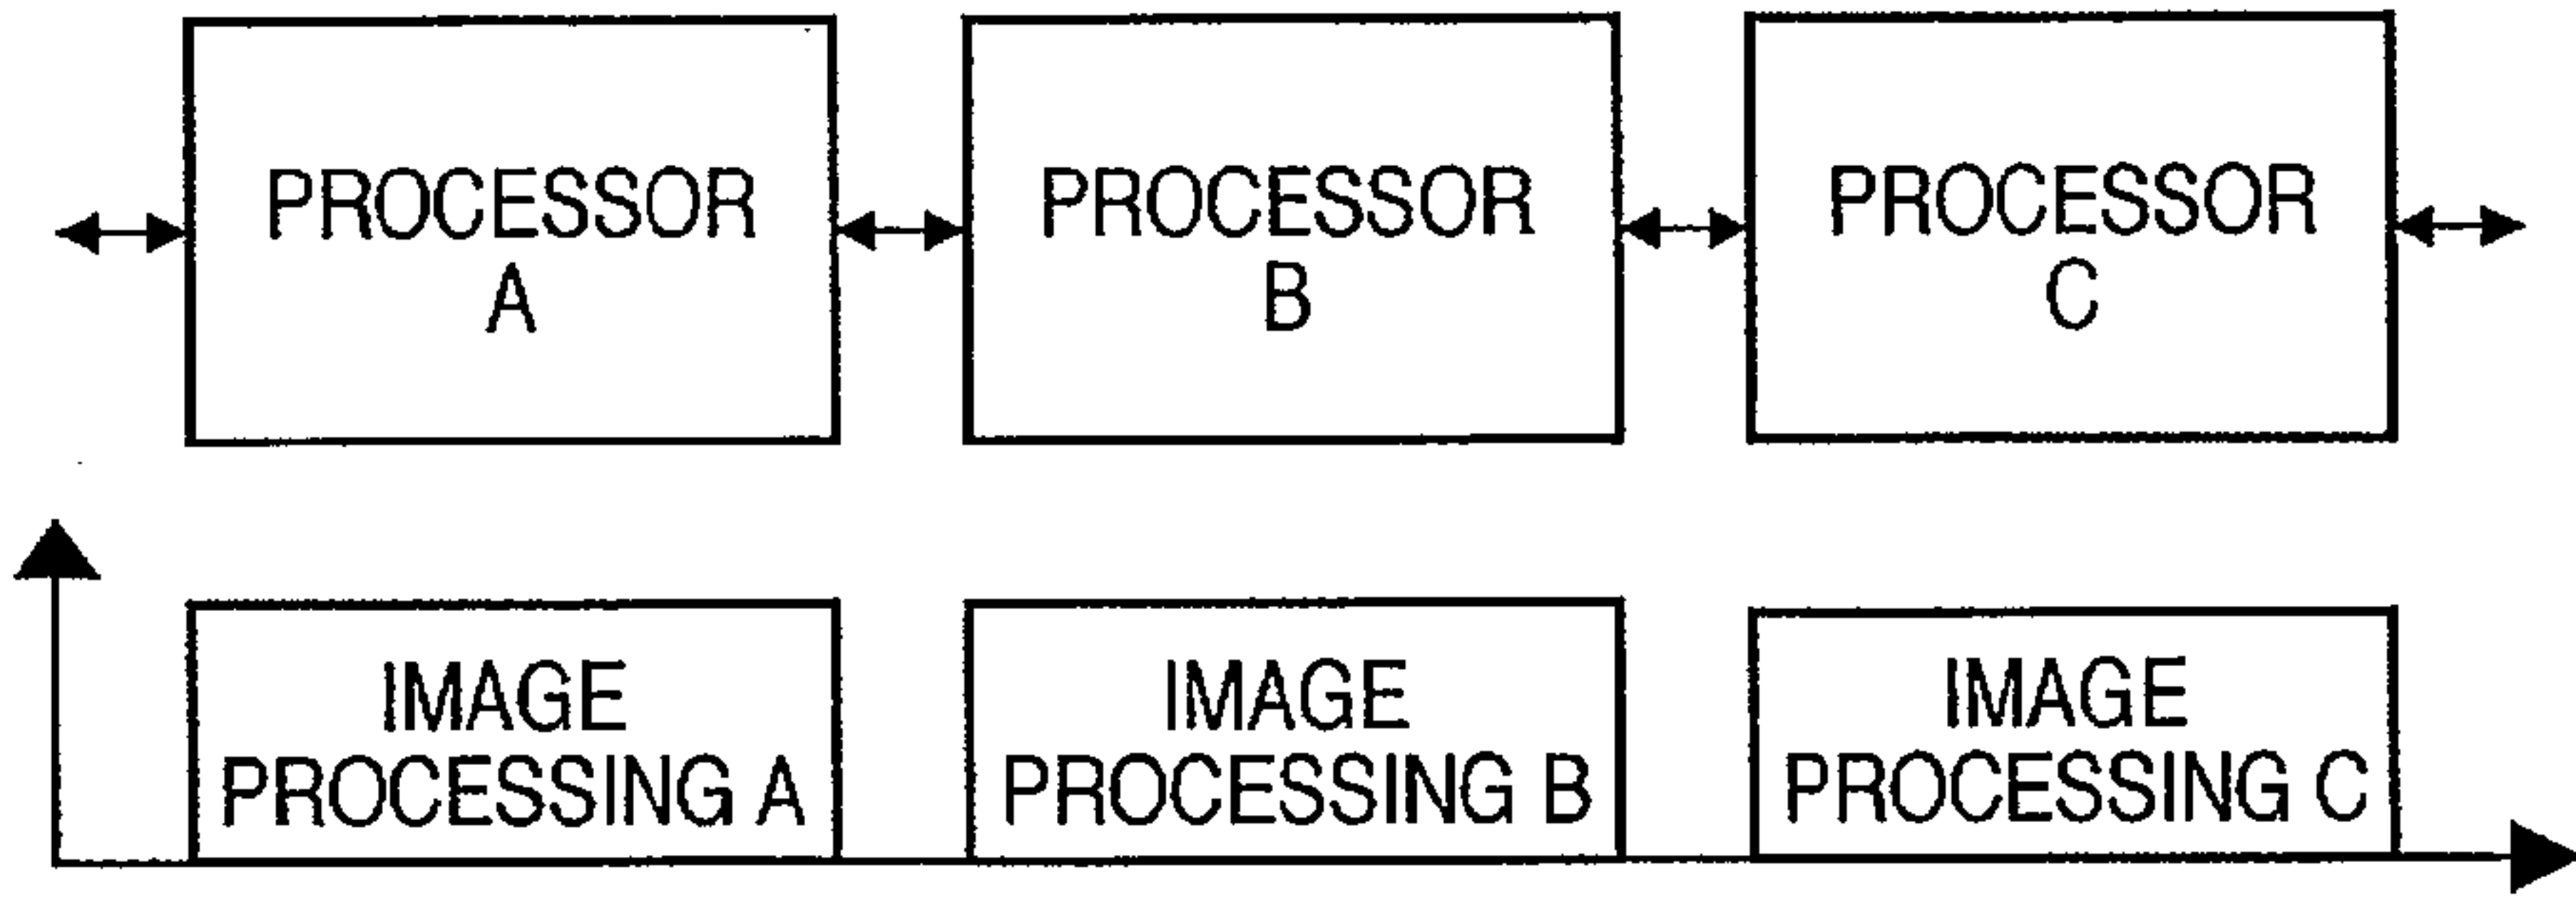 PROCESSOR
A
PROCESSOR
B
PROCESSOR
C
IMAGE
PROCESSING A
IMAGE
PROCESSING B
IMAGE
PROCESSING C